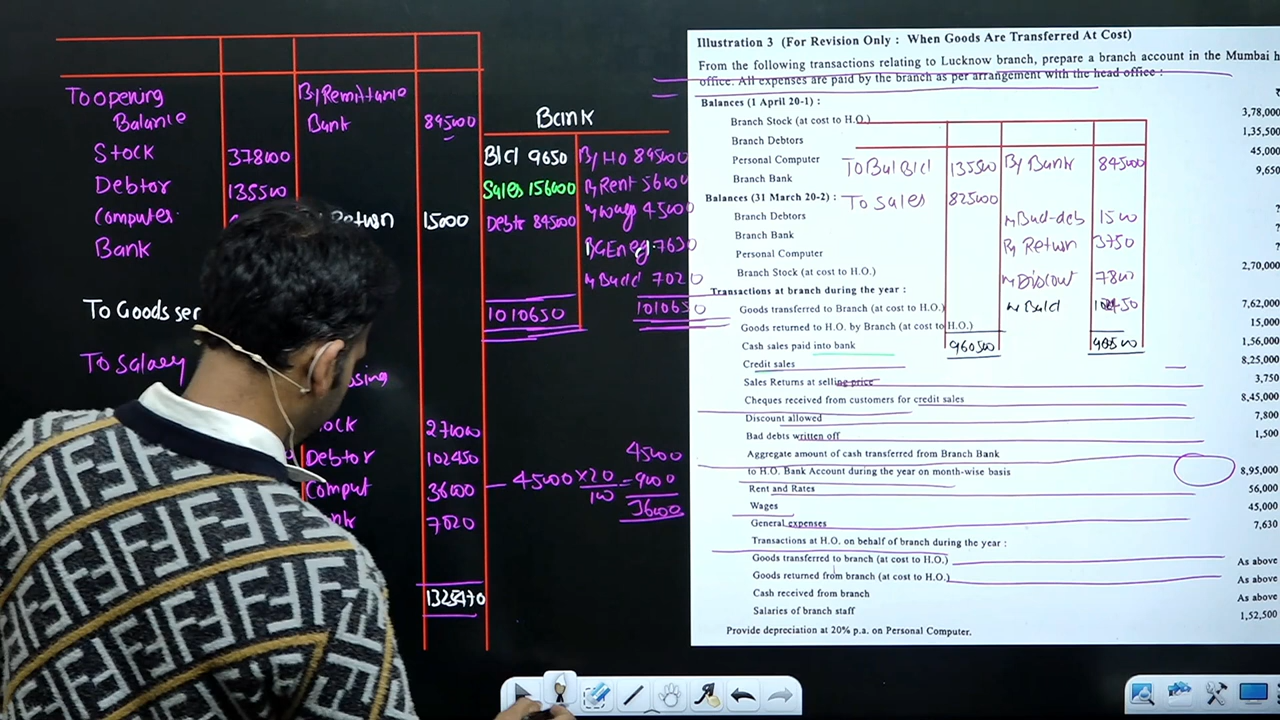 To opening
Balance
By Remittance
Bank 895000
Stock 378000
Debtor 135500
Computer
Return 15000
Bank
To Goods ser
To Salary
sing
ock 270000
Debtor 102450
Comput 36000
nk 7020
1325470
45000 × 20
100
= 9000
45000
36000
Bank
B/d 9650 By HO 895000
Sales 156000 By Rent 56000
Debtr 845000 By wag 45000
By GEn eg 7630
By Balcd 7020
1010650 1010650
Illustration 3 (For Revision Only : When Goods Are Transferred At Cost)
From the following transactions relating to Lucknow branch, prepare a branch account in the Mumbai h
office. All expenses are paid by the branch as per arrangement with the head office :
Balances (1 April 20-1) : ₹
Branch Stock (at cost to H.O.) 3,78,000
Branch Debtors 1,35,500
Personal Computer 45,000
Branch Bank 9,650
Balances (31 March 20-2) :
Branch Debtors ?
Branch Bank ?
Personal Computer ?
Branch Stock (at cost to H.O.) 2,70,000
Transactions at branch during the year :
Goods transferred to Branch (at cost to H.O.) 7,62,000
Goods returned to H.O. by Branch (at cost to H.O.) 15,000
Cash sales paid into bank 1,56,000
Credit sales 8,25,000
Sales Returns at selling price 3,750
Cheques received from customers for credit sales 8,45,000
Discount allowed 7,800
Bad debts written off 1,500
Aggregate amount of cash transferred from Branch Bank
to H.O. Bank Account during the year on month-wise basis 8,95,000
Rent and Rates 56,000
Wages 45,000
General expenses 7,630
Transactions at H.O. on behalf of branch during the year :
Goods transferred to branch (at cost to H.O.) As above
Goods returned from branch (at cost to H.O.) As above
Cash received from branch As above
Salaries of branch staff 1,52,500
Provide depreciation at 20% p.a. on Personal Computer.
To Bal B/d 135500 By Bank 845000
To Sales 825000
By Bad-deb 1500
By Return 3750
By Discout 7800
By Balcd 102450
960500